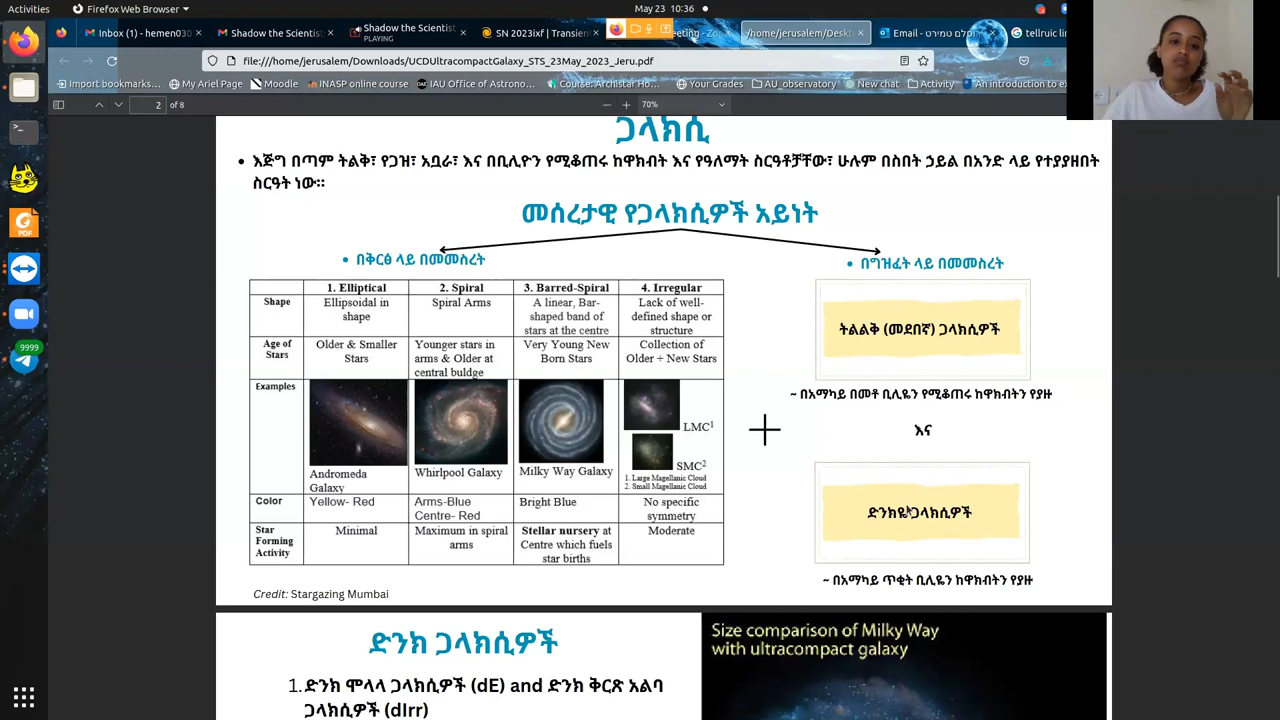 Activities
Firefox Web Browser
May 23 10:36
Inbox (1) - hemen030
Shadow the Scientist
Shadow the Scientist
PLAYING
SN 2023ixf | Transien
eeting - Zo
/home/jerusalem/Deskt
Email - הפקולטה
tellruic lin
file:///home/jerusalem/Downloads/UCDUltracompactGalaxy_STS_23May_2023_Jeru.pdf
Import bookmarks...
My Ariel Page
Moodle
INASP online course
IAU Office of Astrono...
Course: Archistar Ho...
Your Grades
AU_observatory
New chat
Activity
An introduction to ex
2 of 8
70%
ጋላክሲ
• እጅግ በጣም ትልቅ፣ የጋዝ፣ አቧራ፣ እና በቢሊዮን የሚቆጠሩ ከዋክብት እና የዓለማት ስርዓቶቻቸው፣ ሁሉም በስበት ኃይል በአንድ ላይ የተያያዘበት
ስርዓት ነው።
መሰረታዊ የጋላክሲዎች አይነት
• በቅርፅ ላይ በመመስረት
• በግዝፈት ላይ በመመስረት
1. Elliptical 2. Spiral 3. Barred-Spiral 4. Irregular
Shape
Ellipsoidal in
shape
Spiral Arms
A linear, Bar-
shaped band of
stars at the centre
Lack of well-
defined shape or
structure
Age of
Stars
Older & Smaller
Stars
Younger stars in
arms & Older at
central buldge
Very Young New
Born Stars
Collection of
Older + New Stars
Examples
Andromeda
Galaxy
Whirlpool Galaxy
Milky Way Galaxy
LMC1
SMC2
1. Large Magellanic Cloud
2. Small Magellanic Cloud
Color
Yellow- Red
Arms-Blue
Centre- Red
Bright Blue
No specific
symmetry
Star
Forming
Activity
Minimal
Maximum in spiral
arms
Stellar nursery at
Centre which fuels
star births
Moderate
Credit: Stargazing Mumbai
ትልልቅ (መደበኛ) ጋላክሲዎች
~ በአማካይ በመቶ ቢሊዬን የሚቆጠሩ ከዋክብትን የያዙ
+
እና
ድንክዬ ጋላክሲዎች
~ በአማካይ ጥቂት ቢሊዬን ከዋክብትን የያዙ
ድንክ ጋላክሲዎች
1. ድንክ ሞላላ ጋላክሲዎች (dE) and ድንክ ቅርጽ አልባ
ጋላክሲዎች (dIrr)
Size comparison of Milky Way
with ultracompact galaxy
9999
PDF